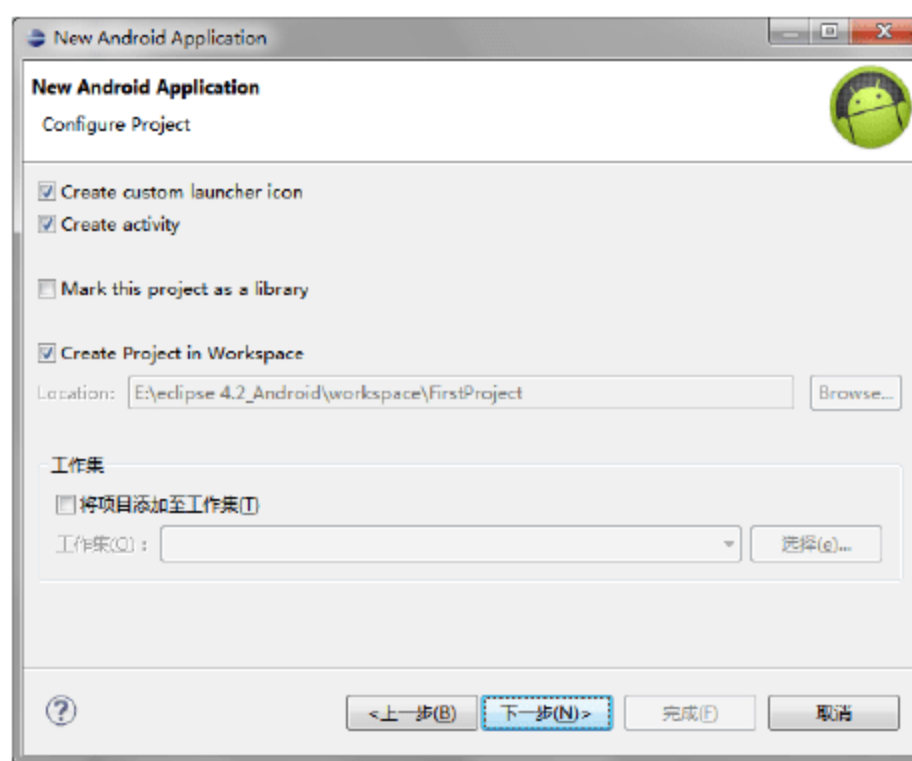 New Android Application
New Android Application
Configure Project
Create custom launcher icon
Create activity
Mark this project as a library
Create Project in Workspace
Location: E:\eclipse 4.2_Android\workspace\FirstProject Browse...
工作集
将项目添加至工作集(T)
工作集(O): 选择(e)...
<上一步(B) 下一步(N)> 完成(F) 取消